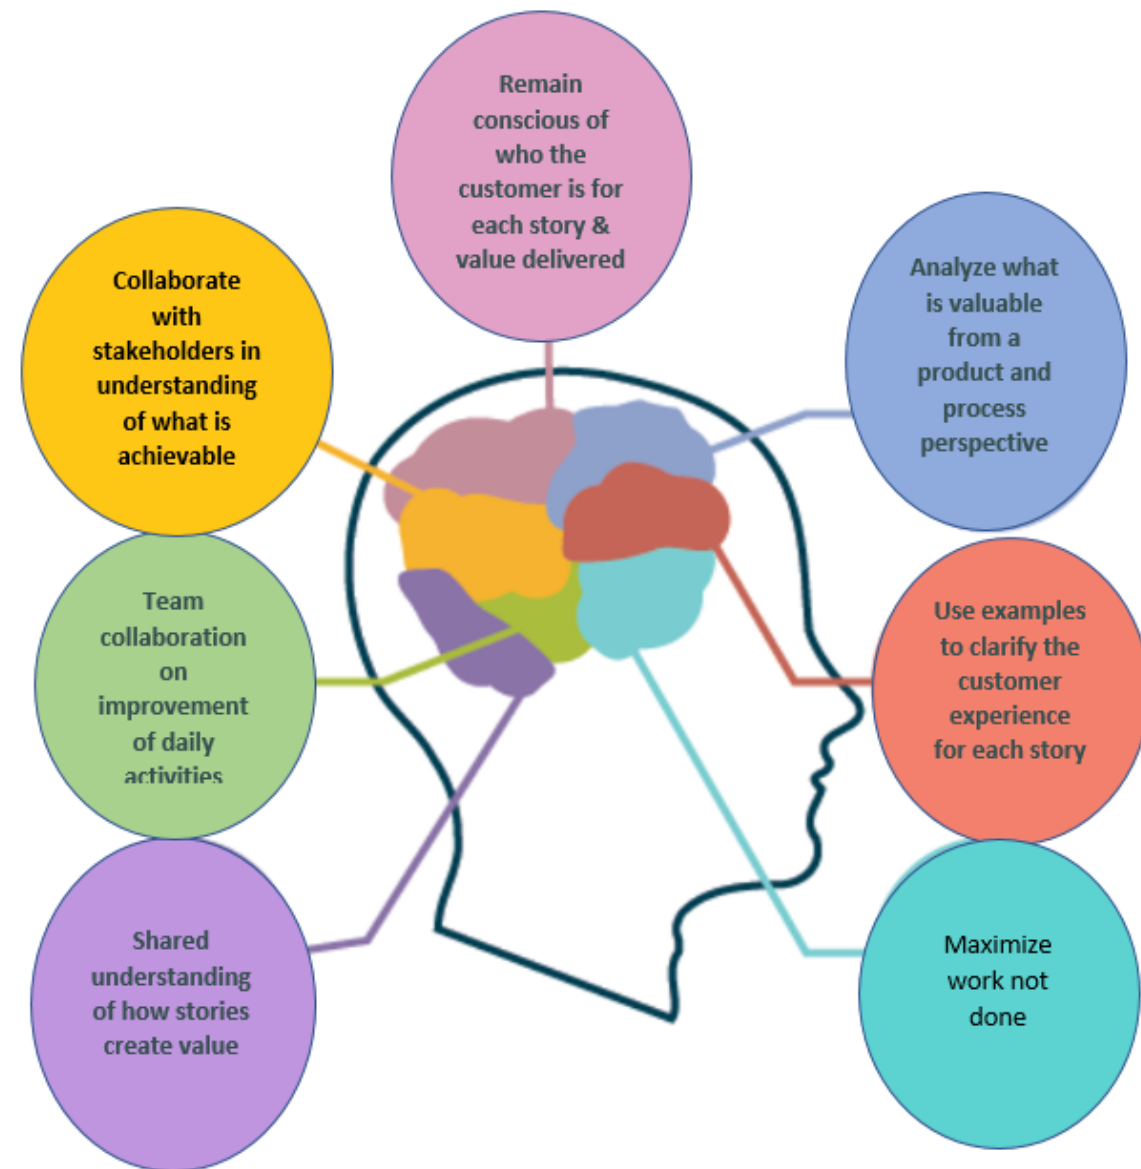 Remain
conscious of
who the
customer is for
each story &
value delivered
Collaborate
with
stakeholders in
understanding
of what is
achievable
Analyze what
is valuable
from a
product and
process
perspective
Team
collaboration
on
improvement
of daily
activities
Use examples
to clarify the
customer
experience
for each story
Shared
understanding
of how stories
create value
Maximize
work not
done